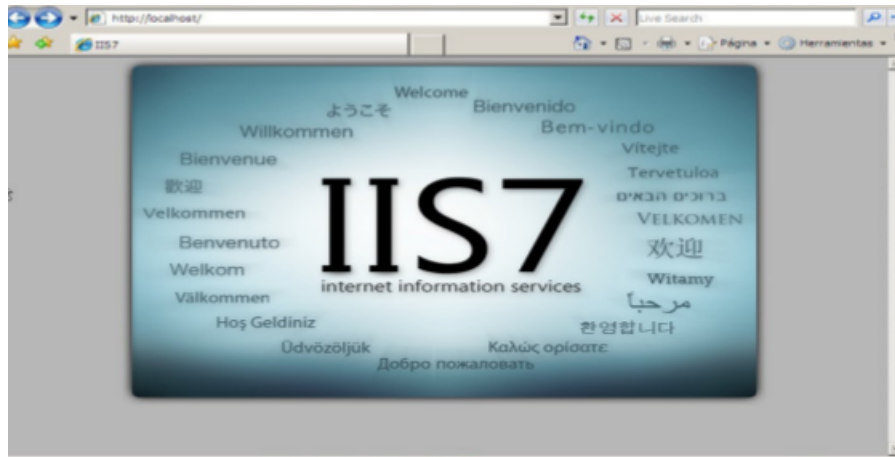 http://localhost/
Live Search
IIS7
Página
Herramientas
Welcome
ようこそ
Bienvenido
Willkommen
Bem-vindo
Vítejte
Bienvenue
Tervetuloa
歡迎
ברוכים הבאים
Velkommen
VELKOMEN
IIS7
Benvenuto
欢迎
Welkom
Witamy
internet information services
Välkommen
مرحباً
Hoş Geldiniz
환영합니다
Üdvözöljük
Καλώς ορίσατε
Добро пожаловать